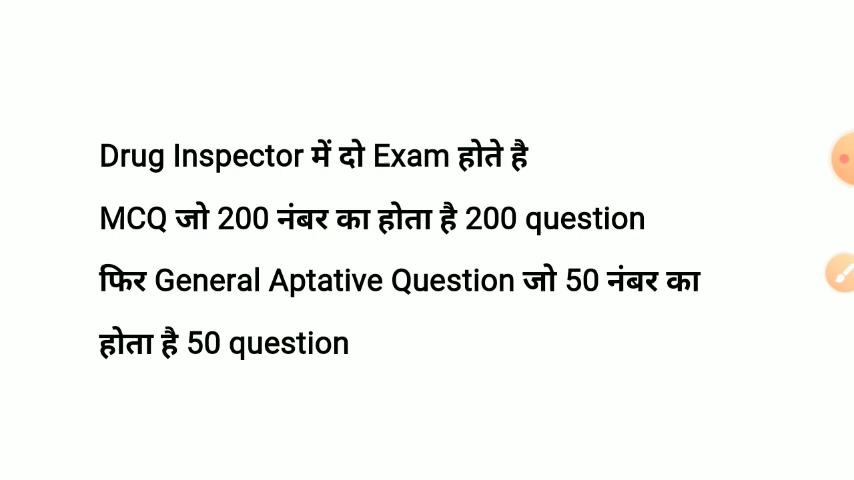 Drug Inspector में दो Exam होते है
MCQ जो 200 नंबर का होता है 200 question
फिर General Aptative Question जो 50 नंबर का
होता है 50 question